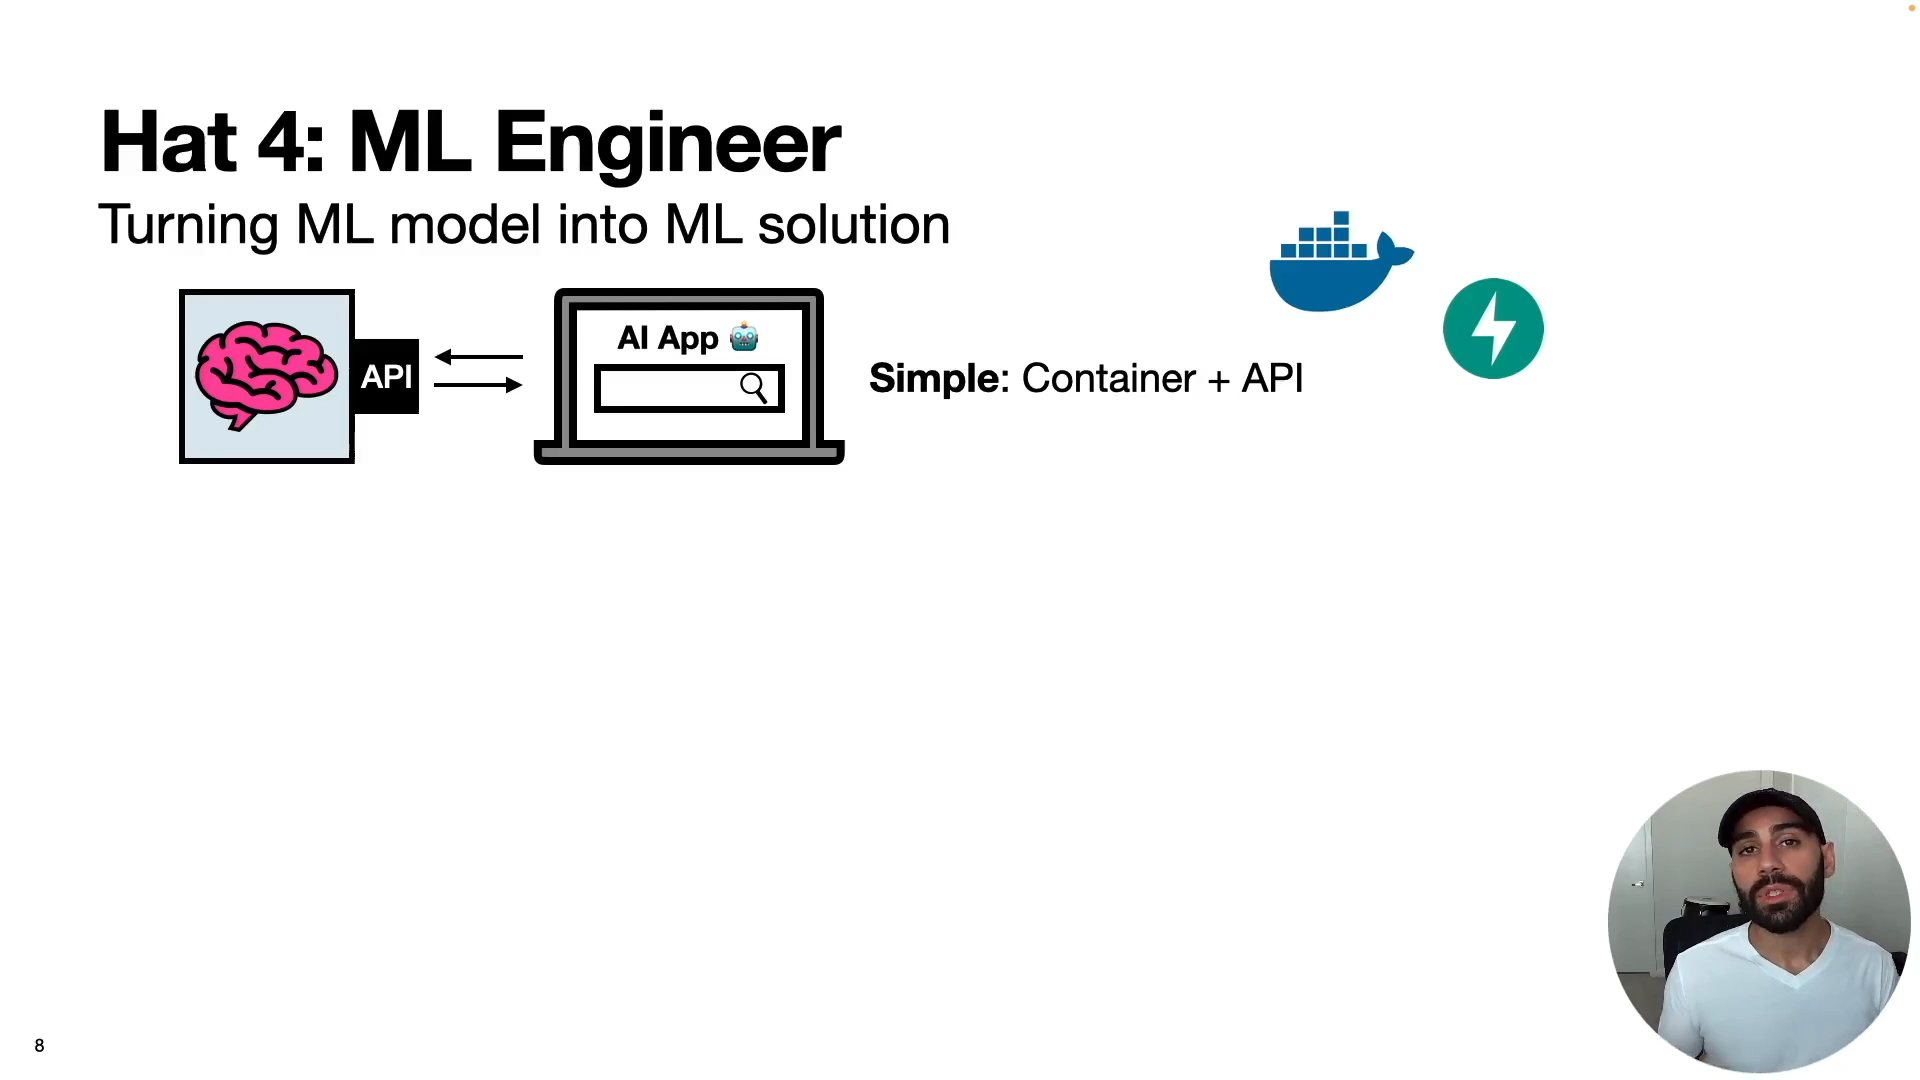 Hat 4: ML Engineer
Turning ML model into ML solution
API
AI App
Simple: Container + API
8